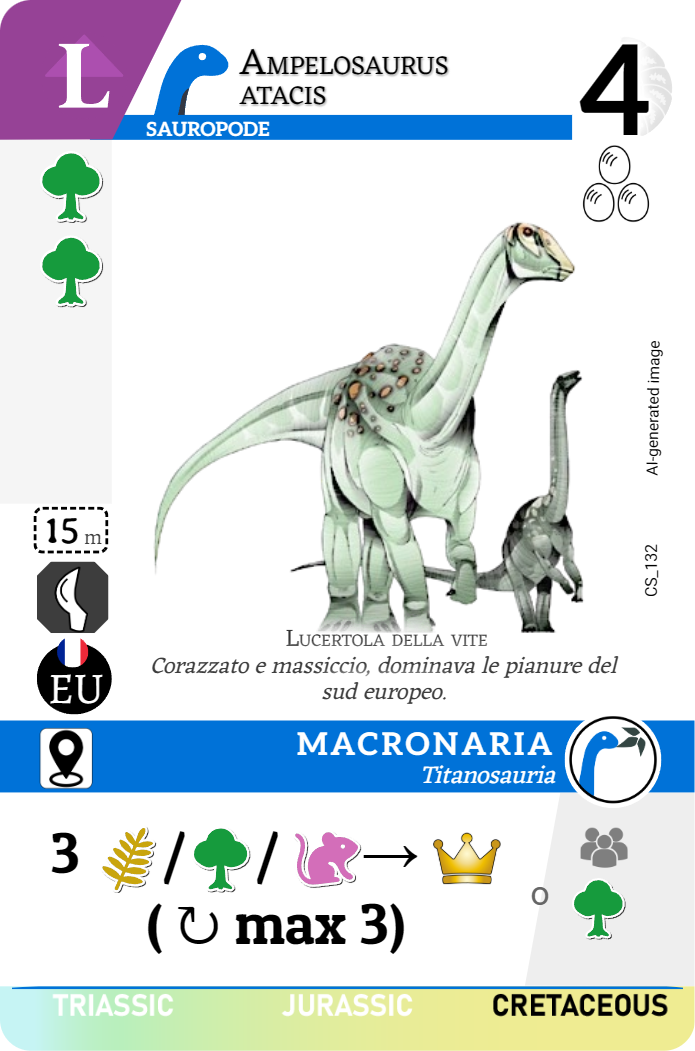 L
AMPELOSAURUS
ATACIS
4
SAUROPODE
AI-generated image
CS_132
15 m
EU
LUCERTOLA DELLA VITE
Corazzato e massiccio, dominava le pianure del
sud europeo.
MACRONARIA
Titanosauria
3 / / →
o
( ↻ max 3)
TRIASSIC JURASSIC CRETACEOUS